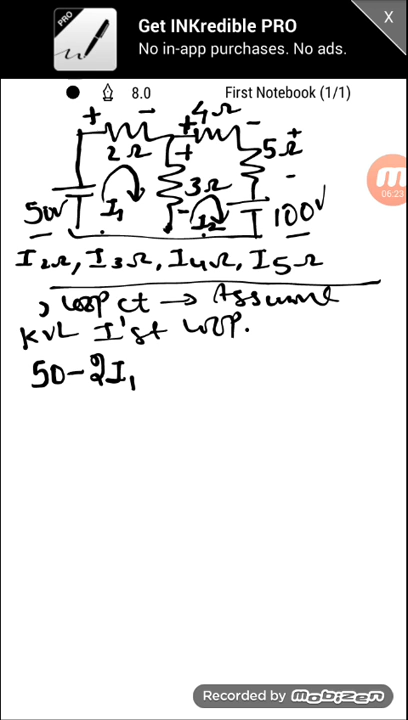 Get INKredible PRO
X
PRO
No in-app purchases. No ads.
8.0
First Notebook (1/1)
+ - 4Ω
+ -
2Ω + 5Ω +
3Ω -
50V I1 - I2 100V
06:23
I2Ω, I3Ω, I4Ω, I5Ω
, loop ct → Assume
KVL I'st loop.
50-2I1
Recorded by mobizen